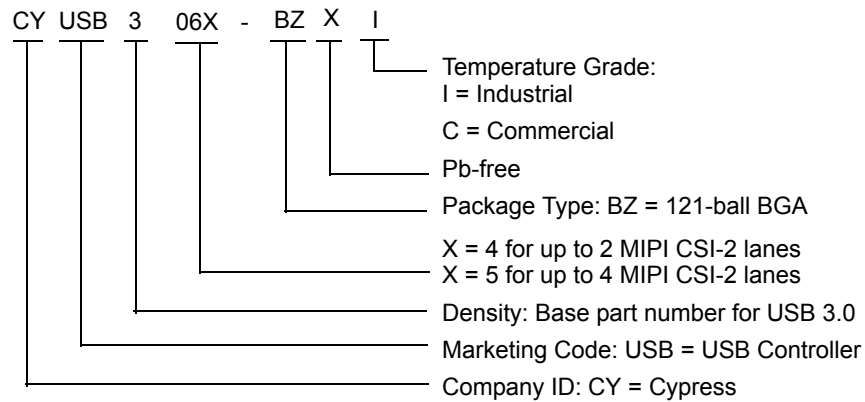 CY USB 3 06X - BZ X I
Temperature Grade:
I = Industrial
C = Commercial
Pb-free
Package Type: BZ = 121-ball BGA
X = 4 for up to 2 MIPI CSI-2 lanes
X = 5 for up to 4 MIPI CSI-2 lanes
Density: Base part number for USB 3.0
Marketing Code: USB = USB Controller
Company ID: CY = Cypress